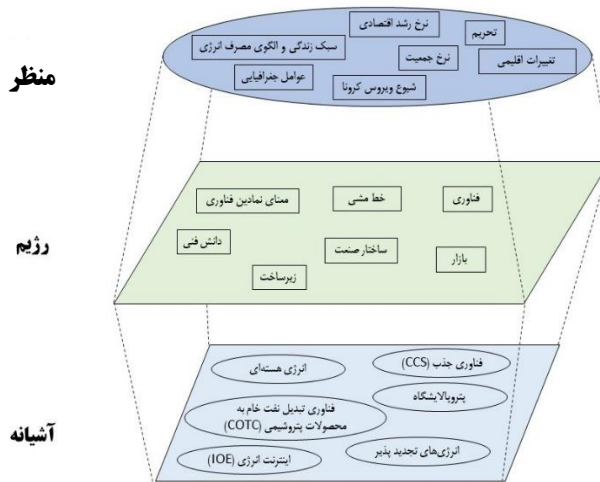 منظر
نرخ رشد اقتصادی
تحریم
سبک زندگی و الگوی مصرف انرژی
نرخ جمعیت
تغییرات اقلیمی
عوامل جغرافیایی
شیوع ویروس کرونا
رژیم
فناوری
خط مشی
معنای نمادین فناوری
دانش فنی
ساختار صنعت
بازار
زیرساخت
آشیانه
فناوری جذب (CCS)
انرژی هسته‌ای
پتروپالایشگاه
فناوری تبدیل نفت خام به
محصولات پتروشیمی (COTC)
انرژی‌های تجدید پذیر
اینترنت انرژی (IOE)